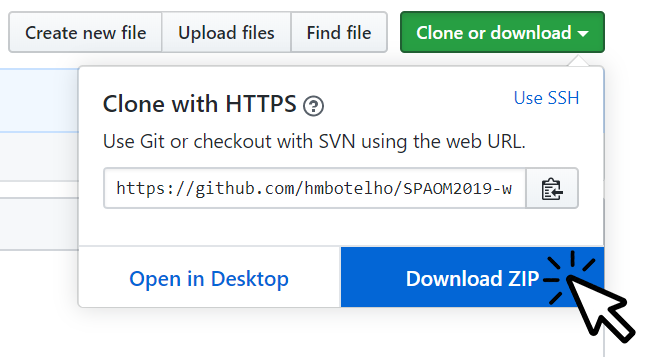 Create new file Upload files Find file Clone or download
Clone with HTTPS ? Use SSH
Use Git or checkout with SVN using the web URL.
https://github.com/hmbotelho/SPAOM2019-w
Open in Desktop Download ZIP